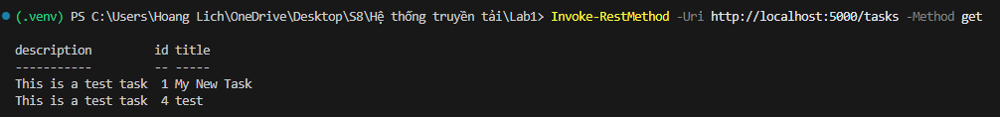 (.venv) PS C:\Users\Hoang Lich\OneDrive\Desktop\S8\Hệ thống truyền tải\Lab1> Invoke-RestMethod -Uri http://localhost:5000/tasks -Method get
description         id title
-----------         -- -----
This is a test task  1 My New Task
This is a test task  4 test